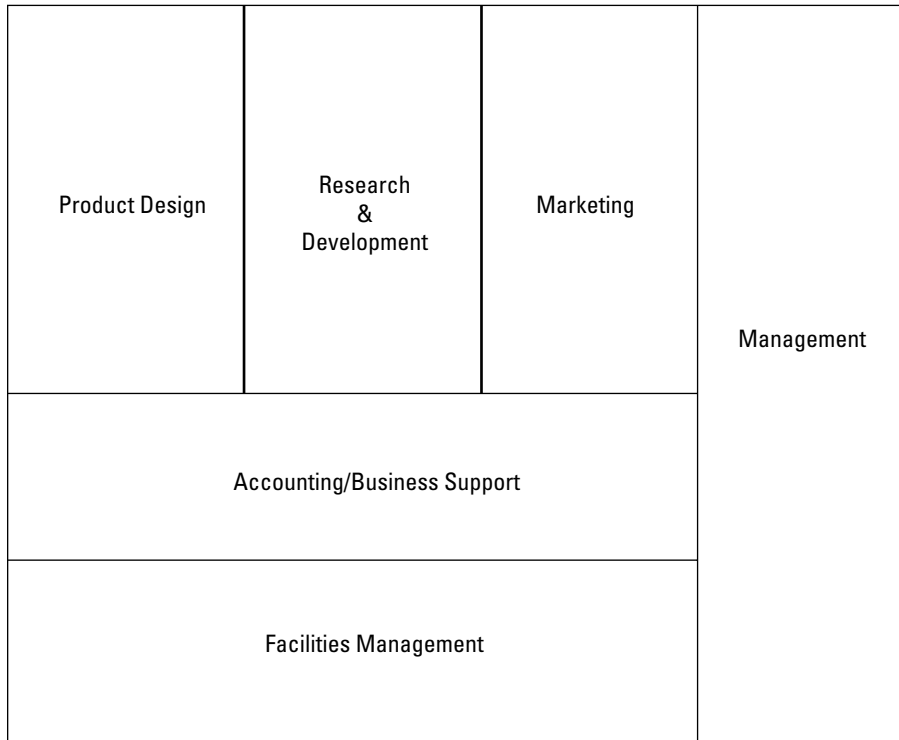 Product Design
Research
&
Development
Marketing
Management
Accounting/Business Support
Facilities Management